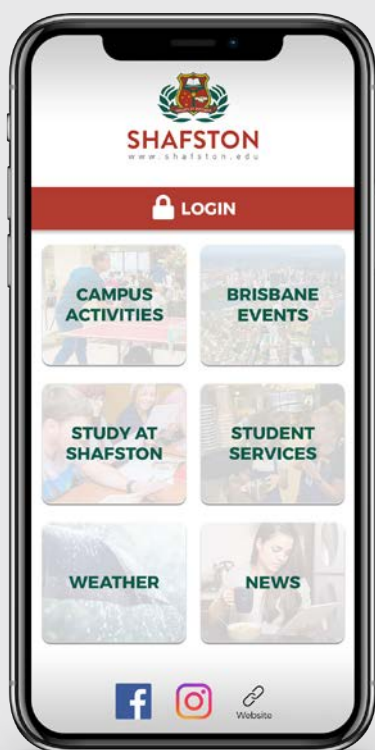 SHAFSTON
www.shafston.edu
LOGIN
CAMPUS
ACTIVITIES
BRISBANE
EVENTS
STUDY AT
SHAFSTON
STUDENT
SERVICES
WEATHER
NEWS
Website